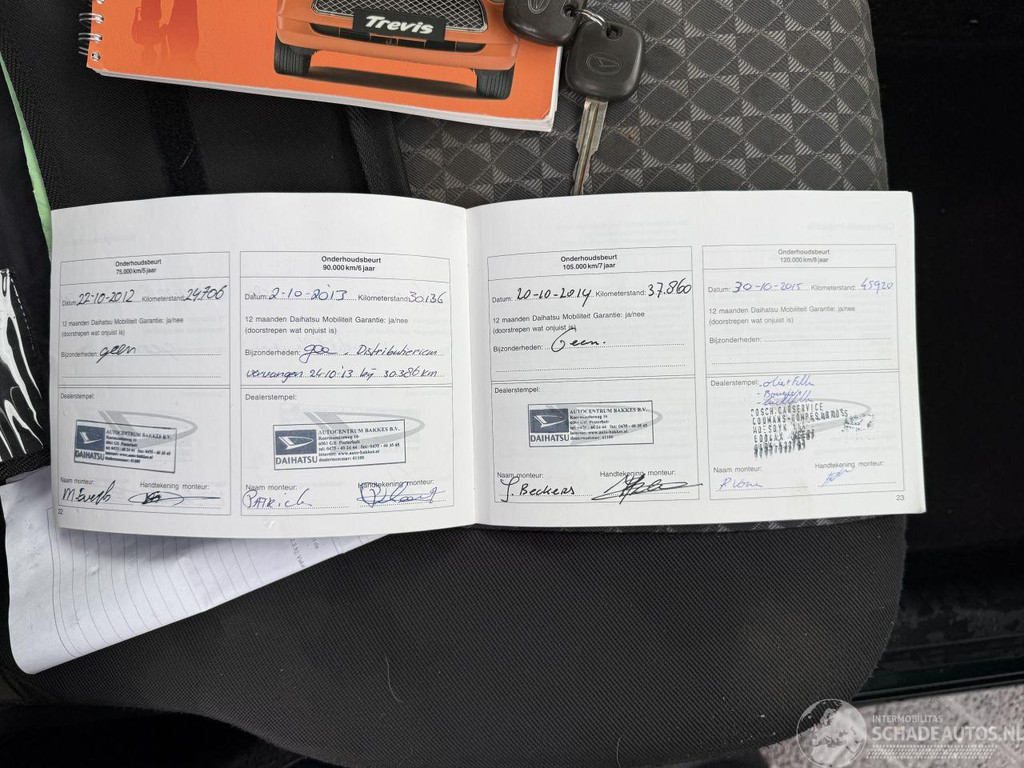 Trevis
Onderhoudsbeurt
75.000 km/5 jaar
Datum: 22-10-2012 Kilometerstand: 24706
12 maanden Daihatsu Mobiliteit Garantie: ja/nee
(doorstrepen wat onjuist is)
Bijzonderheden: geen
Dealerstempel:
AUTOCENTRUM BAKKES B.V.
DAIHATSU
Naam monteur: Handtekening monteur:
22
Onderhoudsbeurt
90.000 km/6 jaar
Datum: 2-10-2013 Kilometerstand: 30136
12 maanden Daihatsu Mobiliteit Garantie: ja/nee
(doorstrepen wat onjuist is)
Bijzonderheden: gee. Distributieriem
vervangen 24-10-'13 bij 30.386 km
Dealerstempel:
AUTOCENTRUM BAKKES B.V.
DAIHATSU
Naam monteur: Handtekening monteur:
PATRick
Onderhoudsbeurt
105.000 km/7 jaar
Datum: 20-10-2014 Kilometerstand: 37.860
12 maanden Daihatsu Mobiliteit Garantie: ja/nee
(doorstrepen wat onjuist is)
Bijzonderheden: Geen.
Dealerstempel:
AUTOCENTRUM BAKKES B.V.
DAIHATSU
Naam monteur: Handtekening monteur:
J. Beckers
Onderhoudsbeurt
120.000 km/8 jaar
Datum: 30-10-2015 Kilometerstand: 45920
12 maanden Daihatsu Mobiliteit Garantie: ja/nee
(doorstrepen wat onjuist is)
Bijzonderheden:
Dealerstempel:
Naam monteur: Handtekening monteur:
23
INTERMOBILITAS
SCHADEAUTOS.NL